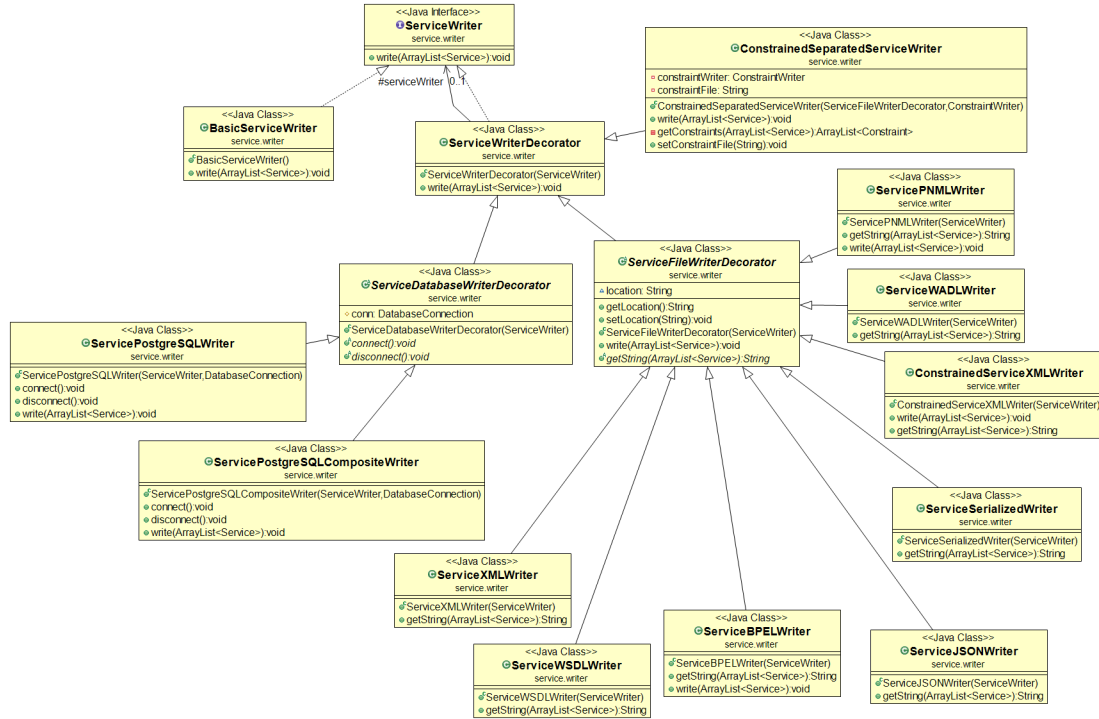 <<Java Interface>>
ServiceWriter
service.writer
write(ArrayList<Service>):void
#serviceWriter 0..1
<<Java Class>>
BasicServiceWriter
service.writer
BasicServiceWriter()
write(ArrayList<Service>):void
<<Java Class>>
ServiceWriterDecorator
service.writer
ServiceWriterDecorator(ServiceWriter)
write(ArrayList<Service>):void
<<Java Class>>
ConstrainedSeparatedServiceWriter
service.writer
constraintWriter: ConstraintWriter
constraintFile: String
ConstrainedSeparatedServiceWriter(ServiceFileWriterDecorator,ConstraintWriter)
write(ArrayList<Service>):void
getConstraints(ArrayList<Service>):ArrayList<Constraint>
setConstraintFile(String):void
<<Java Class>>
ServicePNMLWriter
service.writer
ServicePNMLWriter(ServiceWriter)
getString(ArrayList<Service>):String
write(ArrayList<Service>):void
<<Java Class>>
ServiceFileWriterDecorator
service.writer
location: String
getLocation():String
setLocation(String):void
ServiceFileWriterDecorator(ServiceWriter)
write(ArrayList<Service>):void
getString(ArrayList<Service>):String
<<Java Class>>
ServiceDatabaseWriterDecorator
service.writer
conn: DatabaseConnection
ServiceDatabaseWriterDecorator(ServiceWriter)
connect():void
disconnect():void
<<Java Class>>
ServiceWADLWriter
service.writer
ServiceWADLWriter(ServiceWriter)
getString(ArrayList<Service>):String
<<Java Class>>
ServicePostgreSQLWriter
service.writer
ServicePostgreSQLWriter(ServiceWriter,DatabaseConnection)
connect():void
disconnect():void
write(ArrayList<Service>):void
<<Java Class>>
ConstrainedServiceXMLWriter
service.writer
ConstrainedServiceXMLWriter(ServiceWriter)
write(ArrayList<Service>):void
getString(ArrayList<Service>):String
<<Java Class>>
ServicePostgreSQLCompositeWriter
service.writer
ServicePostgreSQLCompositeWriter(ServiceWriter,DatabaseConnection)
connect():void
disconnect():void
write(ArrayList<Service>):void
<<Java Class>>
ServiceSerializedWriter
service.writer
ServiceSerializedWriter(ServiceWriter)
getString(ArrayList<Service>):String
<<Java Class>>
ServiceXMLWriter
service.writer
ServiceXMLWriter(ServiceWriter)
getString(ArrayList<Service>):String
<<Java Class>>
ServiceWSDLWriter
service.writer
ServiceWSDLWriter(ServiceWriter)
getString(ArrayList<Service>):String
<<Java Class>>
ServiceBPELWriter
service.writer
ServiceBPELWriter(ServiceWriter)
getString(ArrayList<Service>):String
write(ArrayList<Service>):void
<<Java Class>>
ServiceJSONWriter
service.writer
ServiceJSONWriter(ServiceWriter)
getString(ArrayList<Service>):String